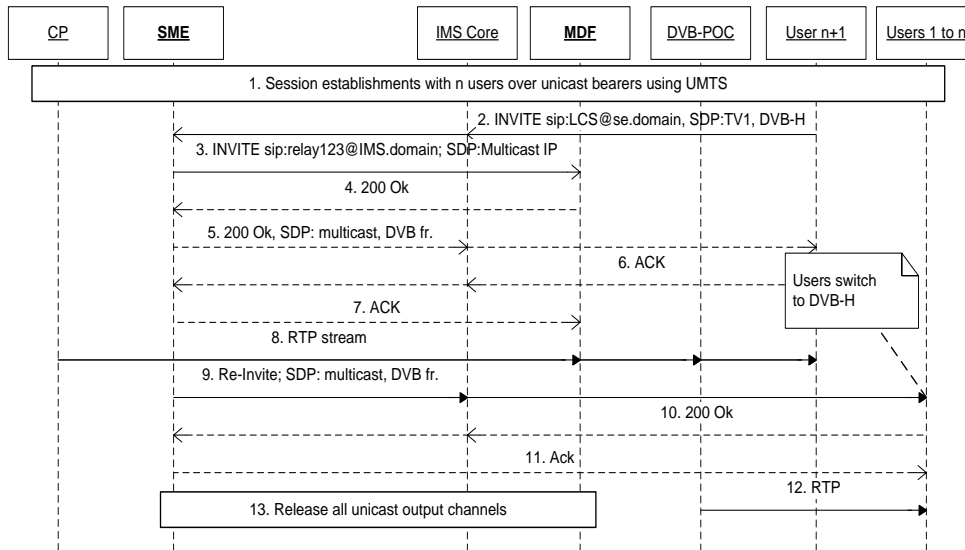 CP
SME
IMS Core
MDF
DVB-POC
User n+1
Users 1 to n
1. Session establishments with n users over unicast bearers using UMTS
2. INVITE sip:LCS@se.domain, SDP:TV1, DVB-H
3. INVITE sip:relay123@IMS.domain; SDP:Multicast IP
4. 200 Ok
5. 200 Ok, SDP: multicast, DVB fr.
6. ACK
Users switch
to DVB-H
7. ACK
8. RTP stream
9. Re-Invite; SDP: multicast, DVB fr.
10. 200 Ok
11. Ack
12. RTP
13. Release all unicast output channels